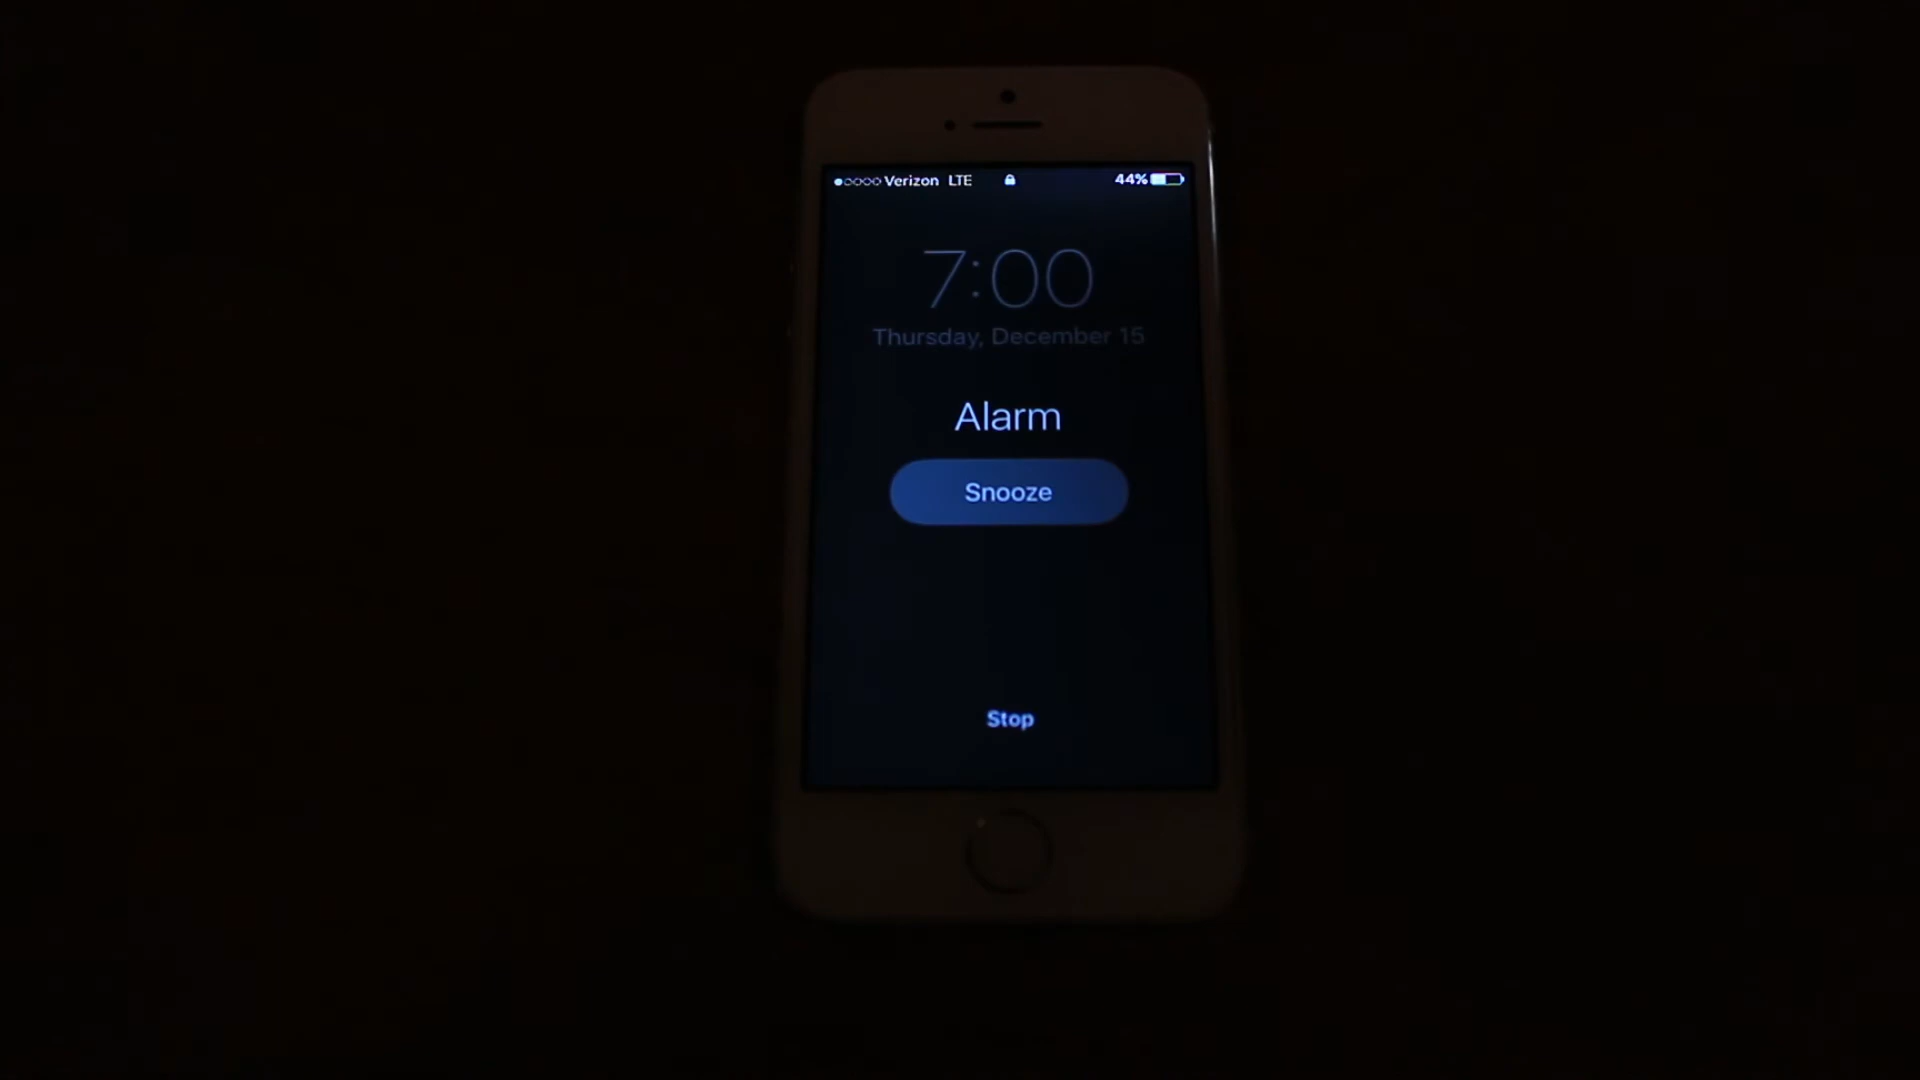 Verizon LTE 44%
7:00
Thursday, December 15
Alarm
Snooze
Stop